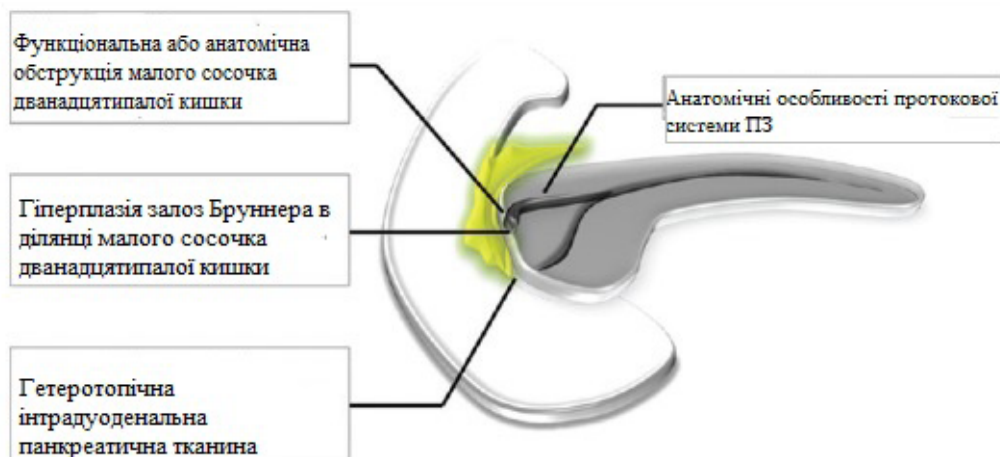 Функціональна або анатомічна
обструкція малого сосочка
дванадцятипалої кишки
Анатомічні особливості протокової
системи ПЗ
Гіперплазія залоз Бруннера в
ділянці малого сосочка
дванадцятипалої кишки
Гетеротопічна
інтрадуоденальна
панкреатична тканина